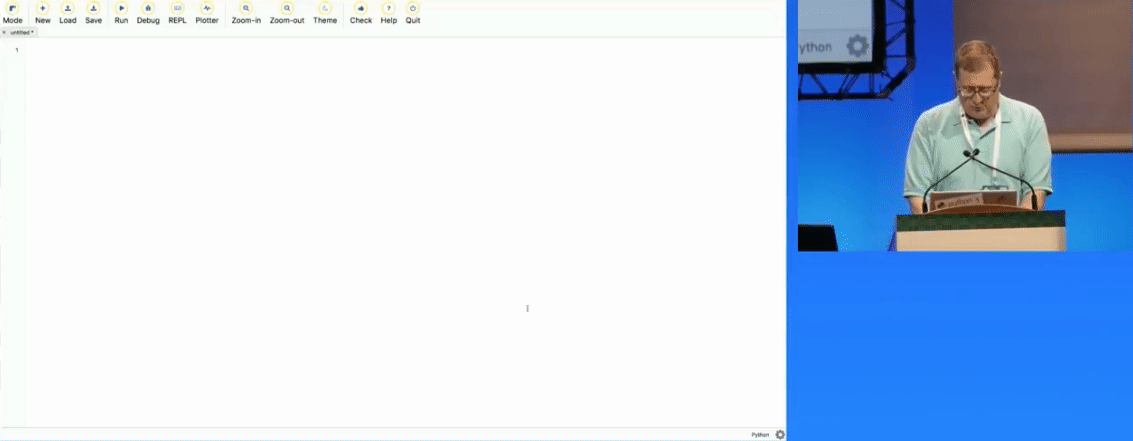 Mode New Load Save Run Debug REPL Plotter Zoom-in Zoom-out Theme Check Help Quit
× untitled *
1
Python
ython
python